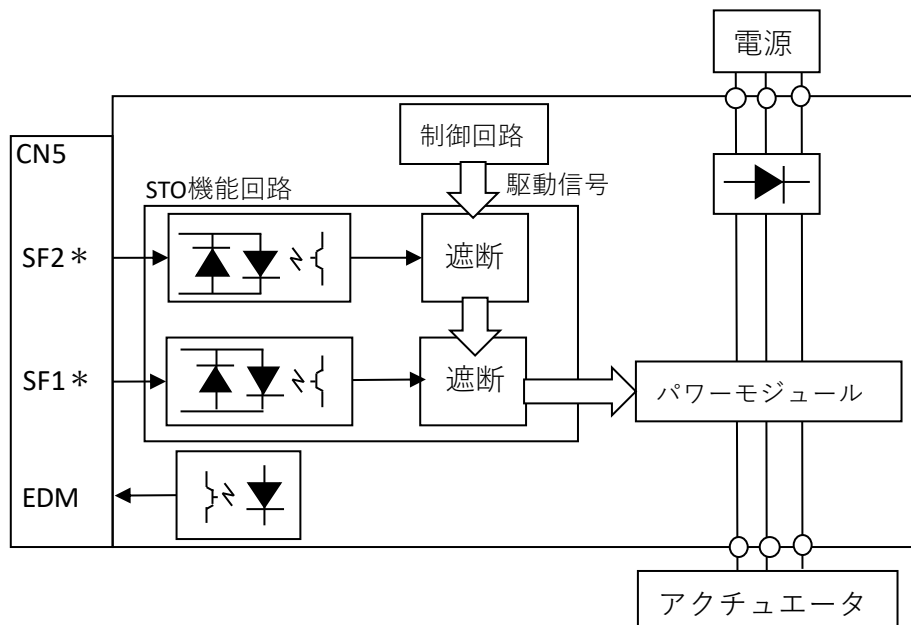 電源
制御回路
CN5
駆動信号
STO機能回路
SF2＊
遮断
SF1＊
遮断
パワーモジュール
EDM
アクチュエータ